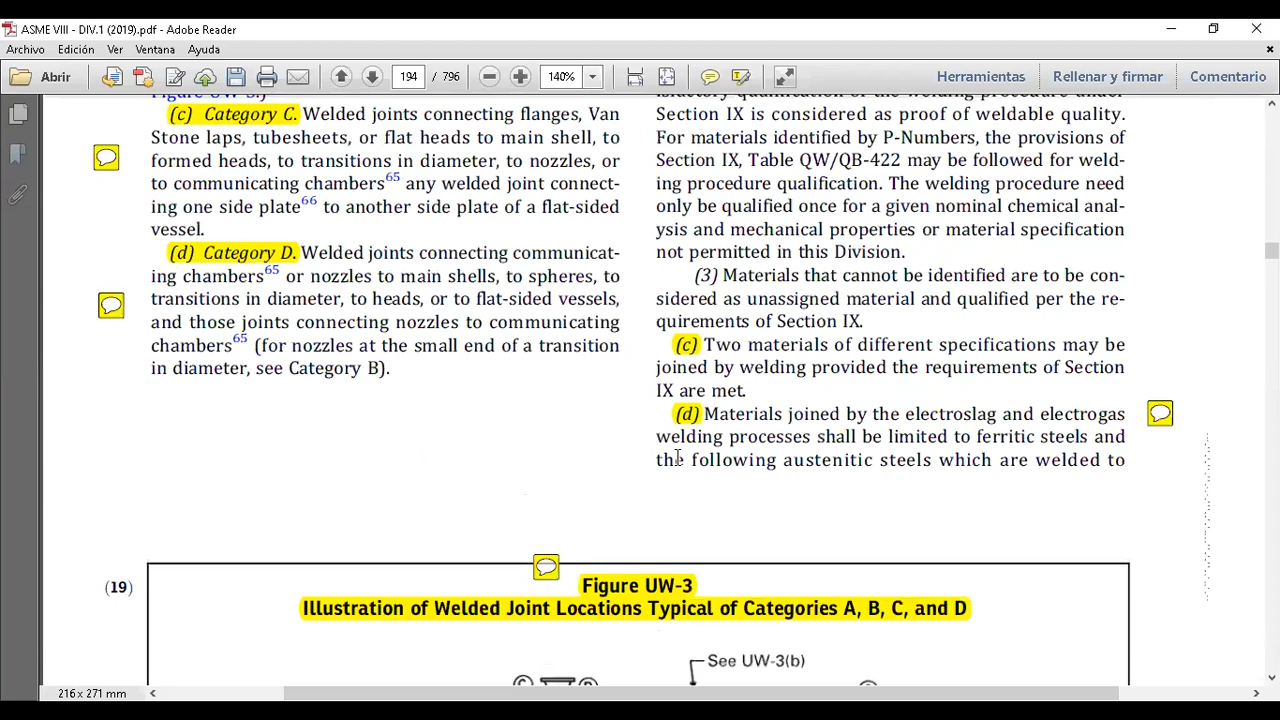 ASME VIII - DIV.1 (2019).pdf - Adobe Reader
Archivo Edición Ver Ventana Ayuda
Abrir 194 / 796 140% Herramientas Rellenar y firmar Comentario
(c) Category C. Welded joints connecting flanges, Van
Stone laps, tubesheets, or flat heads to main shell, to
formed heads, to transitions in diameter, to nozzles, or
to communicating chambers65 any welded joint connect-
ing one side plate66 to another side plate of a flat-sided
vessel.
(d) Category D. Welded joints connecting communicat-
ing chambers65 or nozzles to main shells, to spheres, to
transitions in diameter, to heads, or to flat-sided vessels,
and those joints connecting nozzles to communicating
chambers65 (for nozzles at the small end of a transition
in diameter, see Category B).
Section IX is considered as proof of weldable quality.
For materials identified by P-Numbers, the provisions of
Section IX, Table QW/QB-422 may be followed for weld-
ing procedure qualification. The welding procedure need
only be qualified once for a given nominal chemical anal-
ysis and mechanical properties or material specification
not permitted in this Division.
(3) Materials that cannot be identified are to be con-
sidered as unassigned material and qualified per the re-
quirements of Section IX.
(c) Two materials of different specifications may be
joined by welding provided the requirements of Section
IX are met.
(d) Materials joined by the electroslag and electrogas
welding processes shall be limited to ferritic steels and
the following austenitic steels which are welded to
(19)
Figure UW-3
Illustration of Welded Joint Locations Typical of Categories A, B, C, and D
See UW-3(b)
C
216 x 271 mm